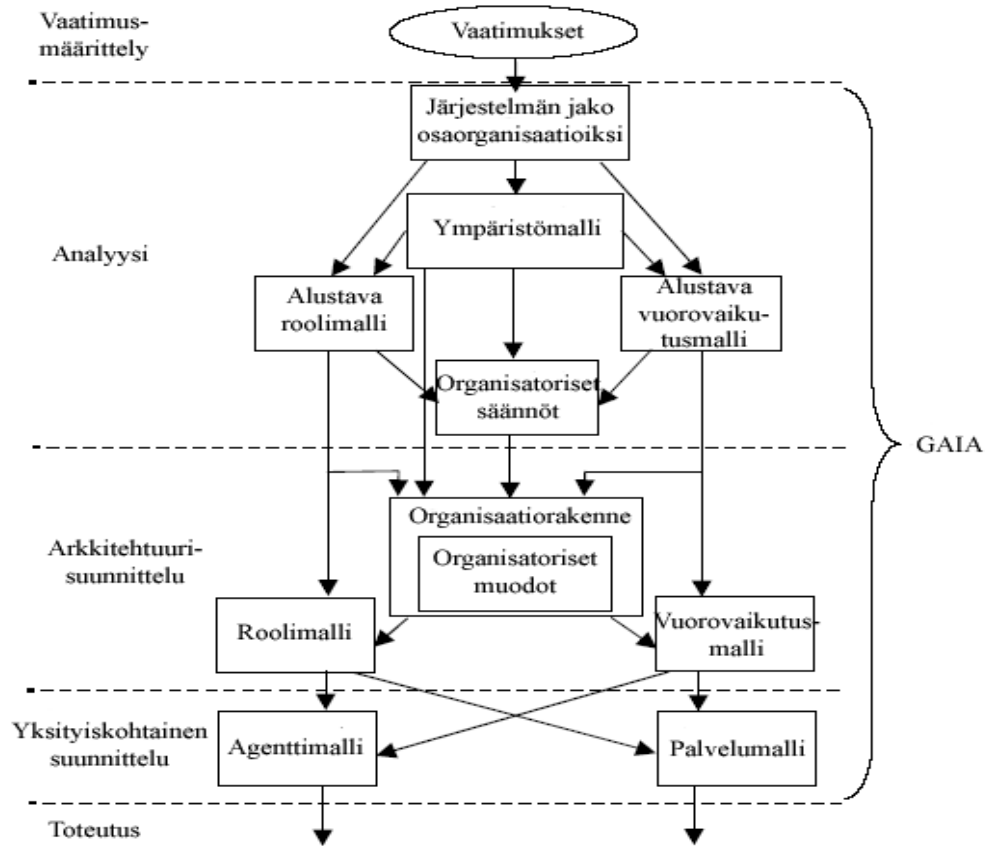 Vaatimus-
määrittely
Vaatimukset
Järjestelmän jako
osaorganisaatioiksi
Analyysi
Ympäristömalli
Alustava
roolimalli
Alustava
vuorovaiku-
tusmalli
Organisatoriset
säännöt
GAIA
Arkkitehtuuri-
suunnittelu
Organisaatiorakenne
Organisatoriset
muodot
Roolimalli
Vuorovaikutus-
malli
Yksityiskohtainen
suunnittelu
Agenttimalli
Palvelumalli
Toteutus